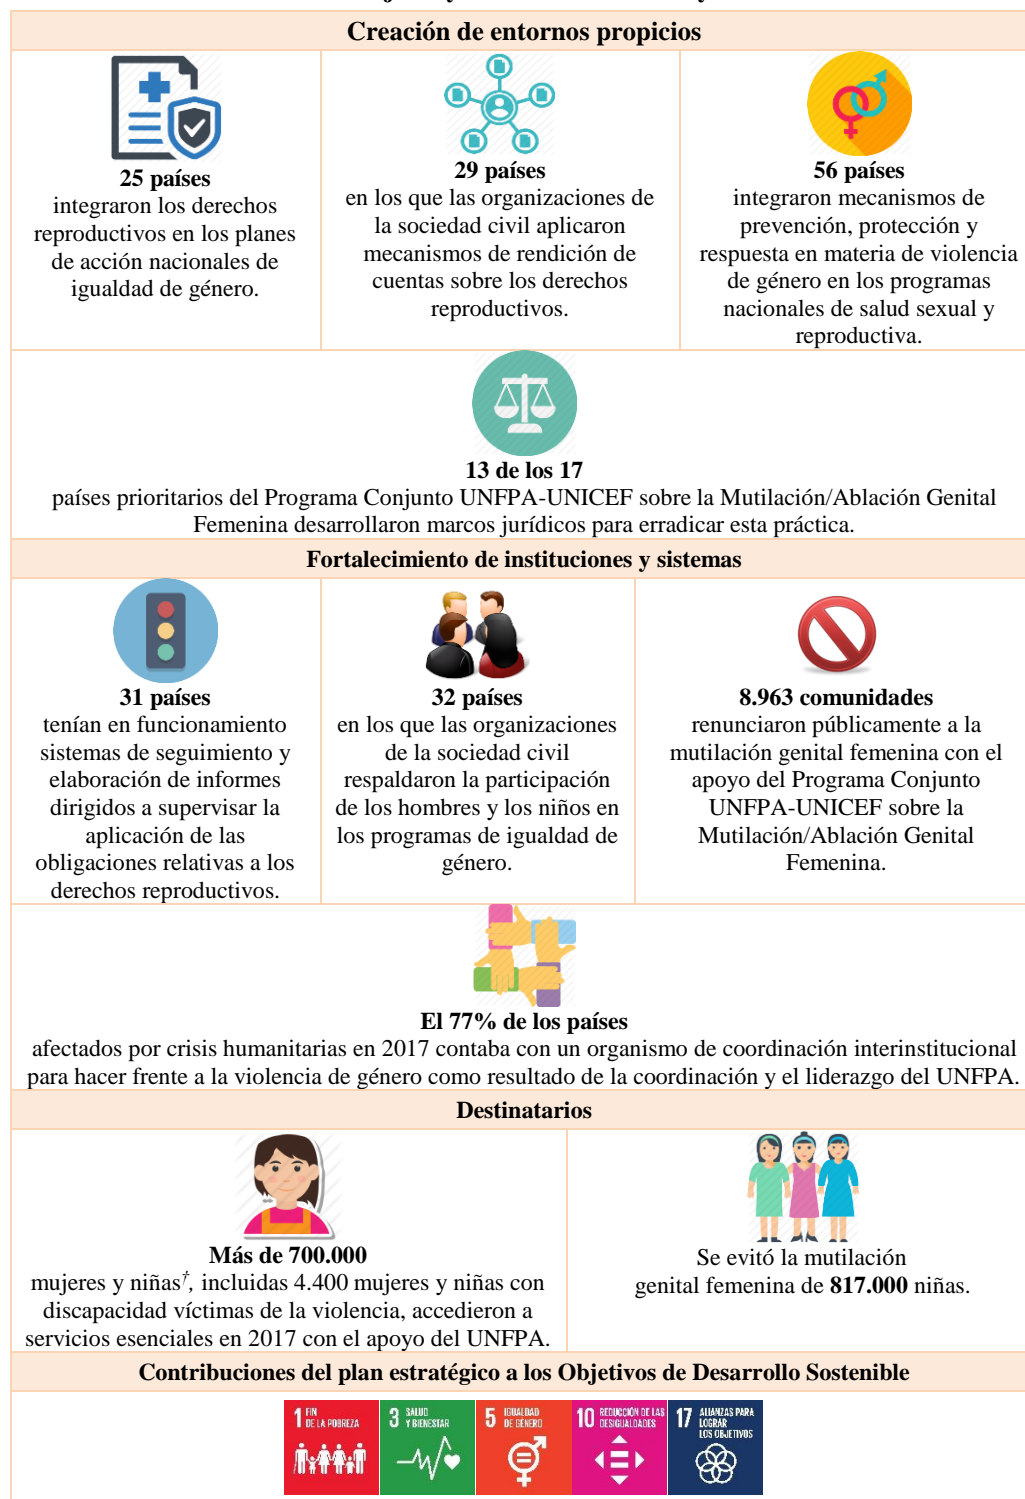 Creación de entornos propicios
25 países
integraron los derechos
reproductivos en los planes
de acción nacionales de
igualdad de género.
29 países
en los que las organizaciones de
la sociedad civil aplicaron
mecanismos de rendición de
cuentas sobre los derechos
reproductivos.
56 países
integraron mecanismos de
prevención, protección y
respuesta en materia de violencia
de género en los programas
nacionales de salud sexual y
reproductiva.
13 de los 17
países prioritarios del Programa Conjunto UNFPA-UNICEF sobre la Mutilación/Ablación Genital
Femenina desarrollaron marcos jurídicos para erradicar esta práctica.
Fortalecimiento de instituciones y sistemas
31 países
tenían en funcionamiento
sistemas de seguimiento y
elaboración de informes
dirigidos a supervisar la
aplicación de las
obligaciones relativas a los
derechos reproductivos.
32 países
en los que las organizaciones
de la sociedad civil
respaldaron la participación
de los hombres y los niños en
los programas de igualdad de
género.
8.963 comunidades
renunciaron públicamente a la
mutilación genital femenina con el
apoyo del Programa Conjunto
UNFPA-UNICEF sobre la
Mutilación/Ablación Genital
Femenina.
El 77% de los países
afectados por crisis humanitarias en 2017 contaba con un organismo de coordinación interinstitucional
para hacer frente a la violencia de género como resultado de la coordinación y el liderazgo del UNFPA.
Destinatarios
Más de 700.000
mujeres y niñas†, incluidas 4.400 mujeres y niñas con
discapacidad víctimas de la violencia, accedieron a
servicios esenciales en 2017 con el apoyo del UNFPA.
Se evitó la mutilación
genital femenina de 817.000 niñas.
Contribuciones del plan estratégico a los Objetivos de Desarrollo Sostenible
1 FIN
DE LA POBREZA
3 SALUD
Y BIENESTAR
5 IGUALDAD
DE GÉNERO
10 REDUCCIÓN DE LAS
DESIGUALDADES
17 ALIANZAS PARA
LOGRAR
LOS OBJETIVOS